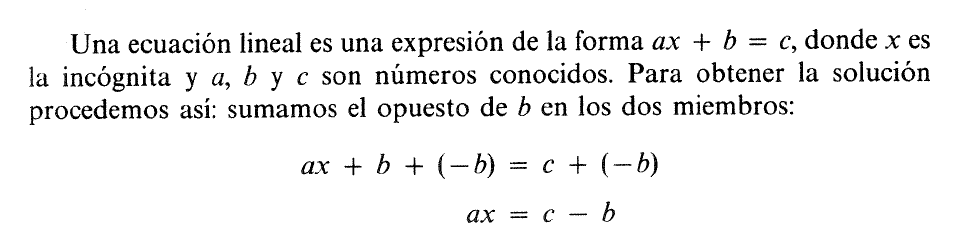 Una ecuación lineal es una expresión de la forma ax + b = c, donde x es
la incógnita y a, b y c son números conocidos. Para obtener la solución
procedemos así: sumamos el opuesto de b en los dos miembros:
ax + b + (−b) = c + (−b)
ax = c − b